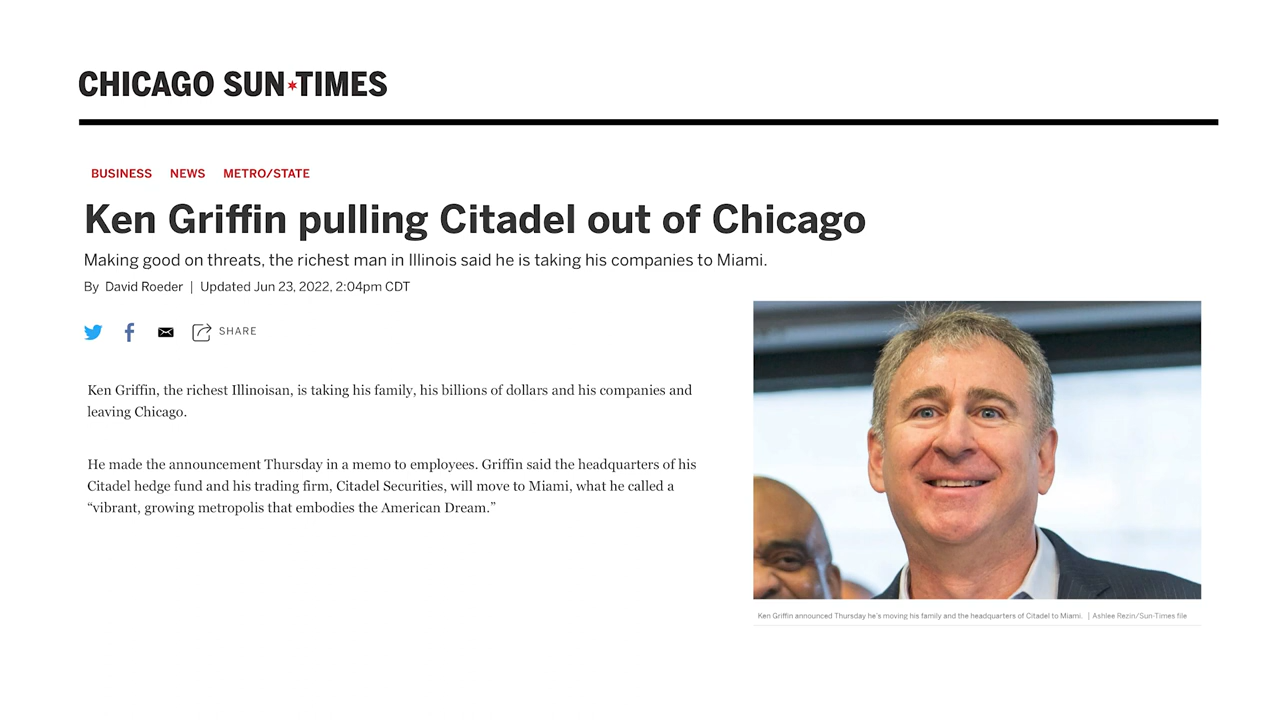 CHICAGO SUN★TIMES
BUSINESS NEWS METRO/STATE
Ken Griffin pulling Citadel out of Chicago
Making good on threats, the richest man in Illinois said he is taking his companies to Miami.
By David Roeder | Updated Jun 23, 2022, 2:04pm CDT
SHARE
Ken Griffin, the richest Illinoisan, is taking his family, his billions of dollars and his companies and
leaving Chicago.
He made the announcement Thursday in a memo to employees. Griffin said the headquarters of his
Citadel hedge fund and his trading firm, Citadel Securities, will move to Miami, what he called a
“vibrant, growing metropolis that embodies the American Dream.”
Ken Griffin announced Thursday he's moving his family and the headquarters of Citadel to Miami. | Ashlee Rezin/Sun-Times file